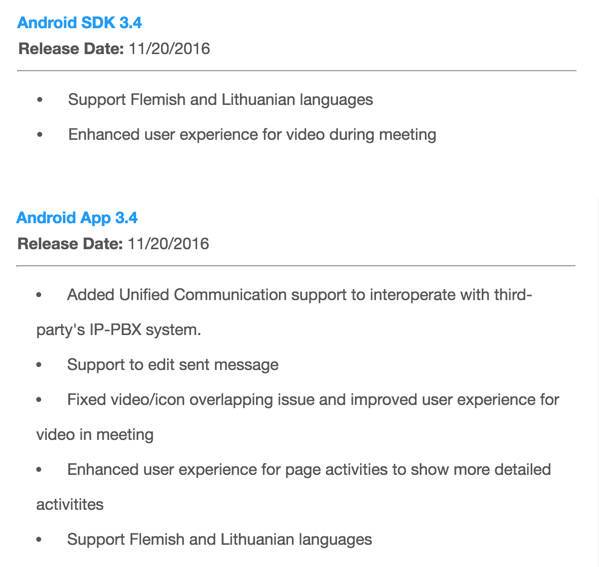 Android SDK 3.4
Release Date: 11/20/2016
• Support Flemish and Lithuanian languages
• Enhanced user experience for video during meeting
Android App 3.4
Release Date: 11/20/2016
• Added Unified Communication support to interoperate with third-
party's IP-PBX system.
• Support to edit sent message
• Fixed video/icon overlapping issue and improved user experience for
video in meeting
• Enhanced user experience for page activities to show more detailed
activitites
• Support Flemish and Lithuanian languages